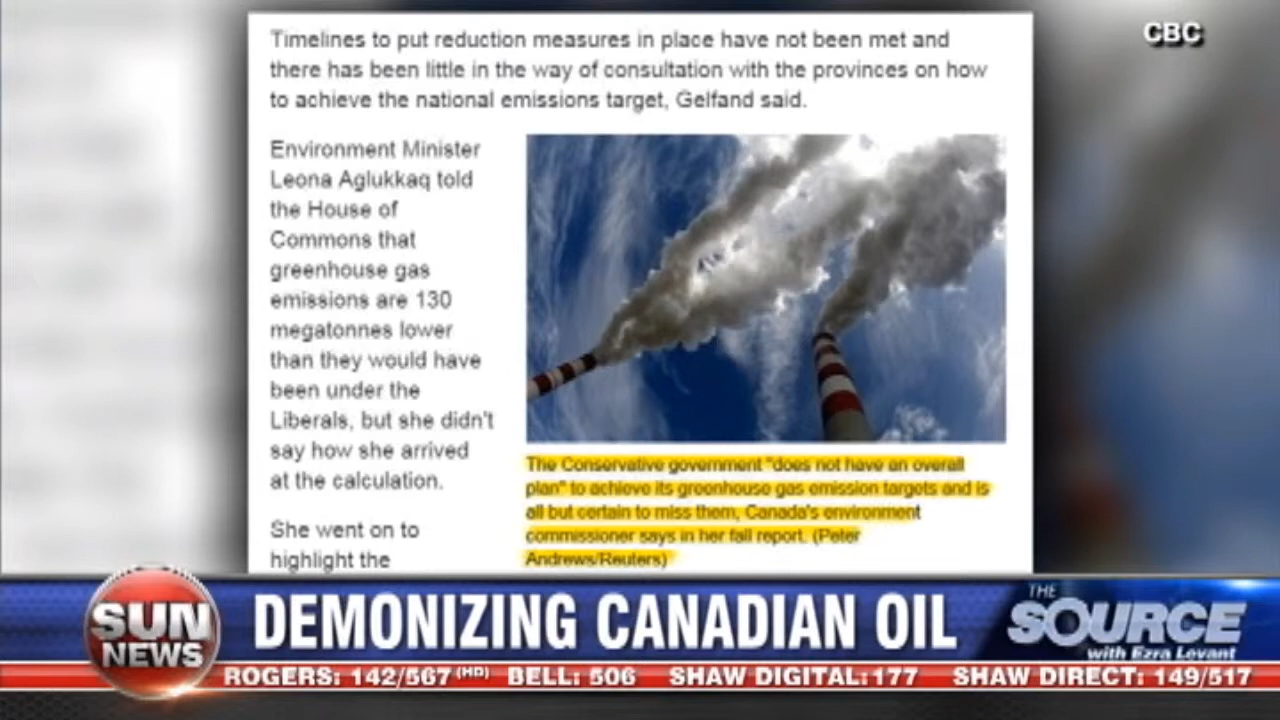 CBC
Timelines to put reduction measures in place have not been met and
there has been little in the way of consultation with the provinces on how
to achieve the national emissions target, Gelfand said.
Environment Minister
Leona Aglukkaq told
the House of
Commons that
greenhouse gas
emissions are 130
megatonnes lower
than they would have
been under the
Liberals, but she didn't
say how she arrived
at the calculation.
She went on to
highlight the
The Conservative government "does not have an overall
plan" to achieve its greenhouse gas emission targets and is
all but certain to miss them, Canada's environment
commissioner says in her fall report. (Peter
Andrews/Reuters)
SUN
NEWS
DEMONIZING CANADIAN OIL
THE
SOURCE
with Ezra Levant
ROGERS: 142/567 (HD) BELL: 506 SHAW DIGITAL:177 SHAW DIRECT: 149/517